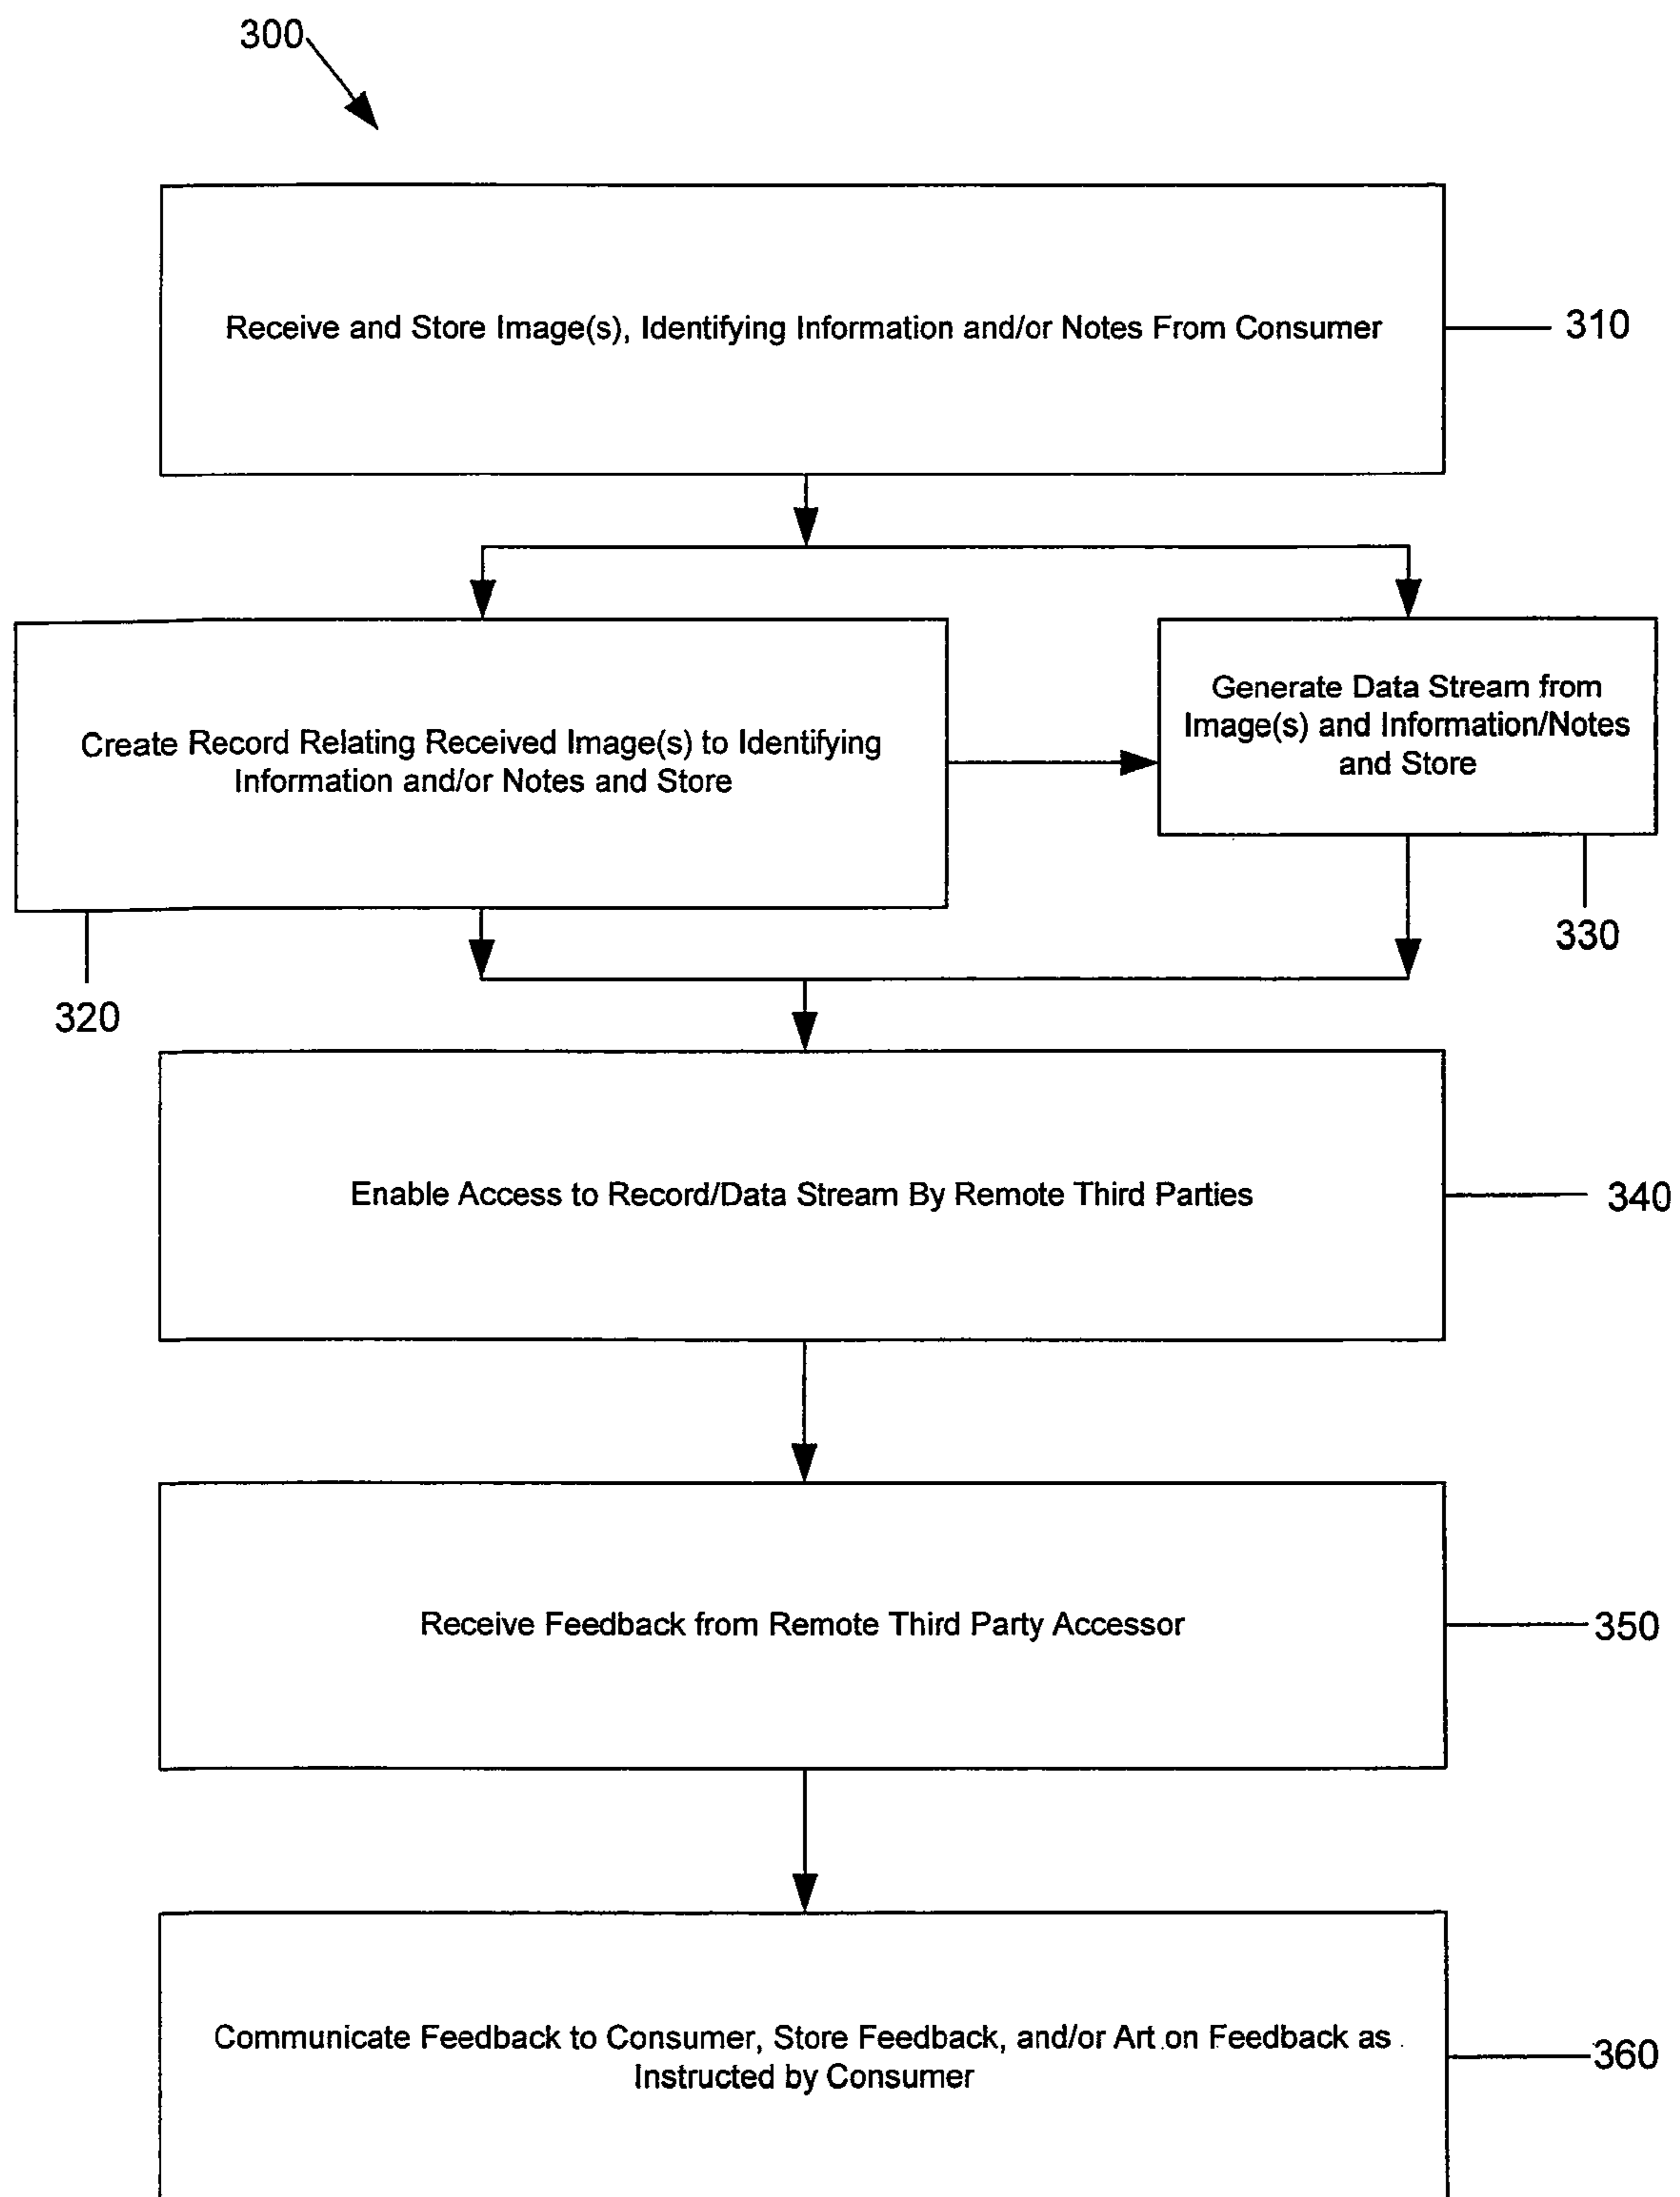 300
Receive and Store Image(s), Identifying Information and/or Notes From Consumer
310
Create Record Relating Received Image(s) to Identifying
Information and/or Notes and Store
320
Generate Data Stream from
Image(s) and Information/Notes
and Store
330
Enable Access to Record/Data Stream By Remote Third Parties
340
Receive Feedback from Remote Third Party Accessor
350
Communicate Feedback to Consumer, Store Feedback, and/or Art on Feedback as
Instructed by Consumer
360